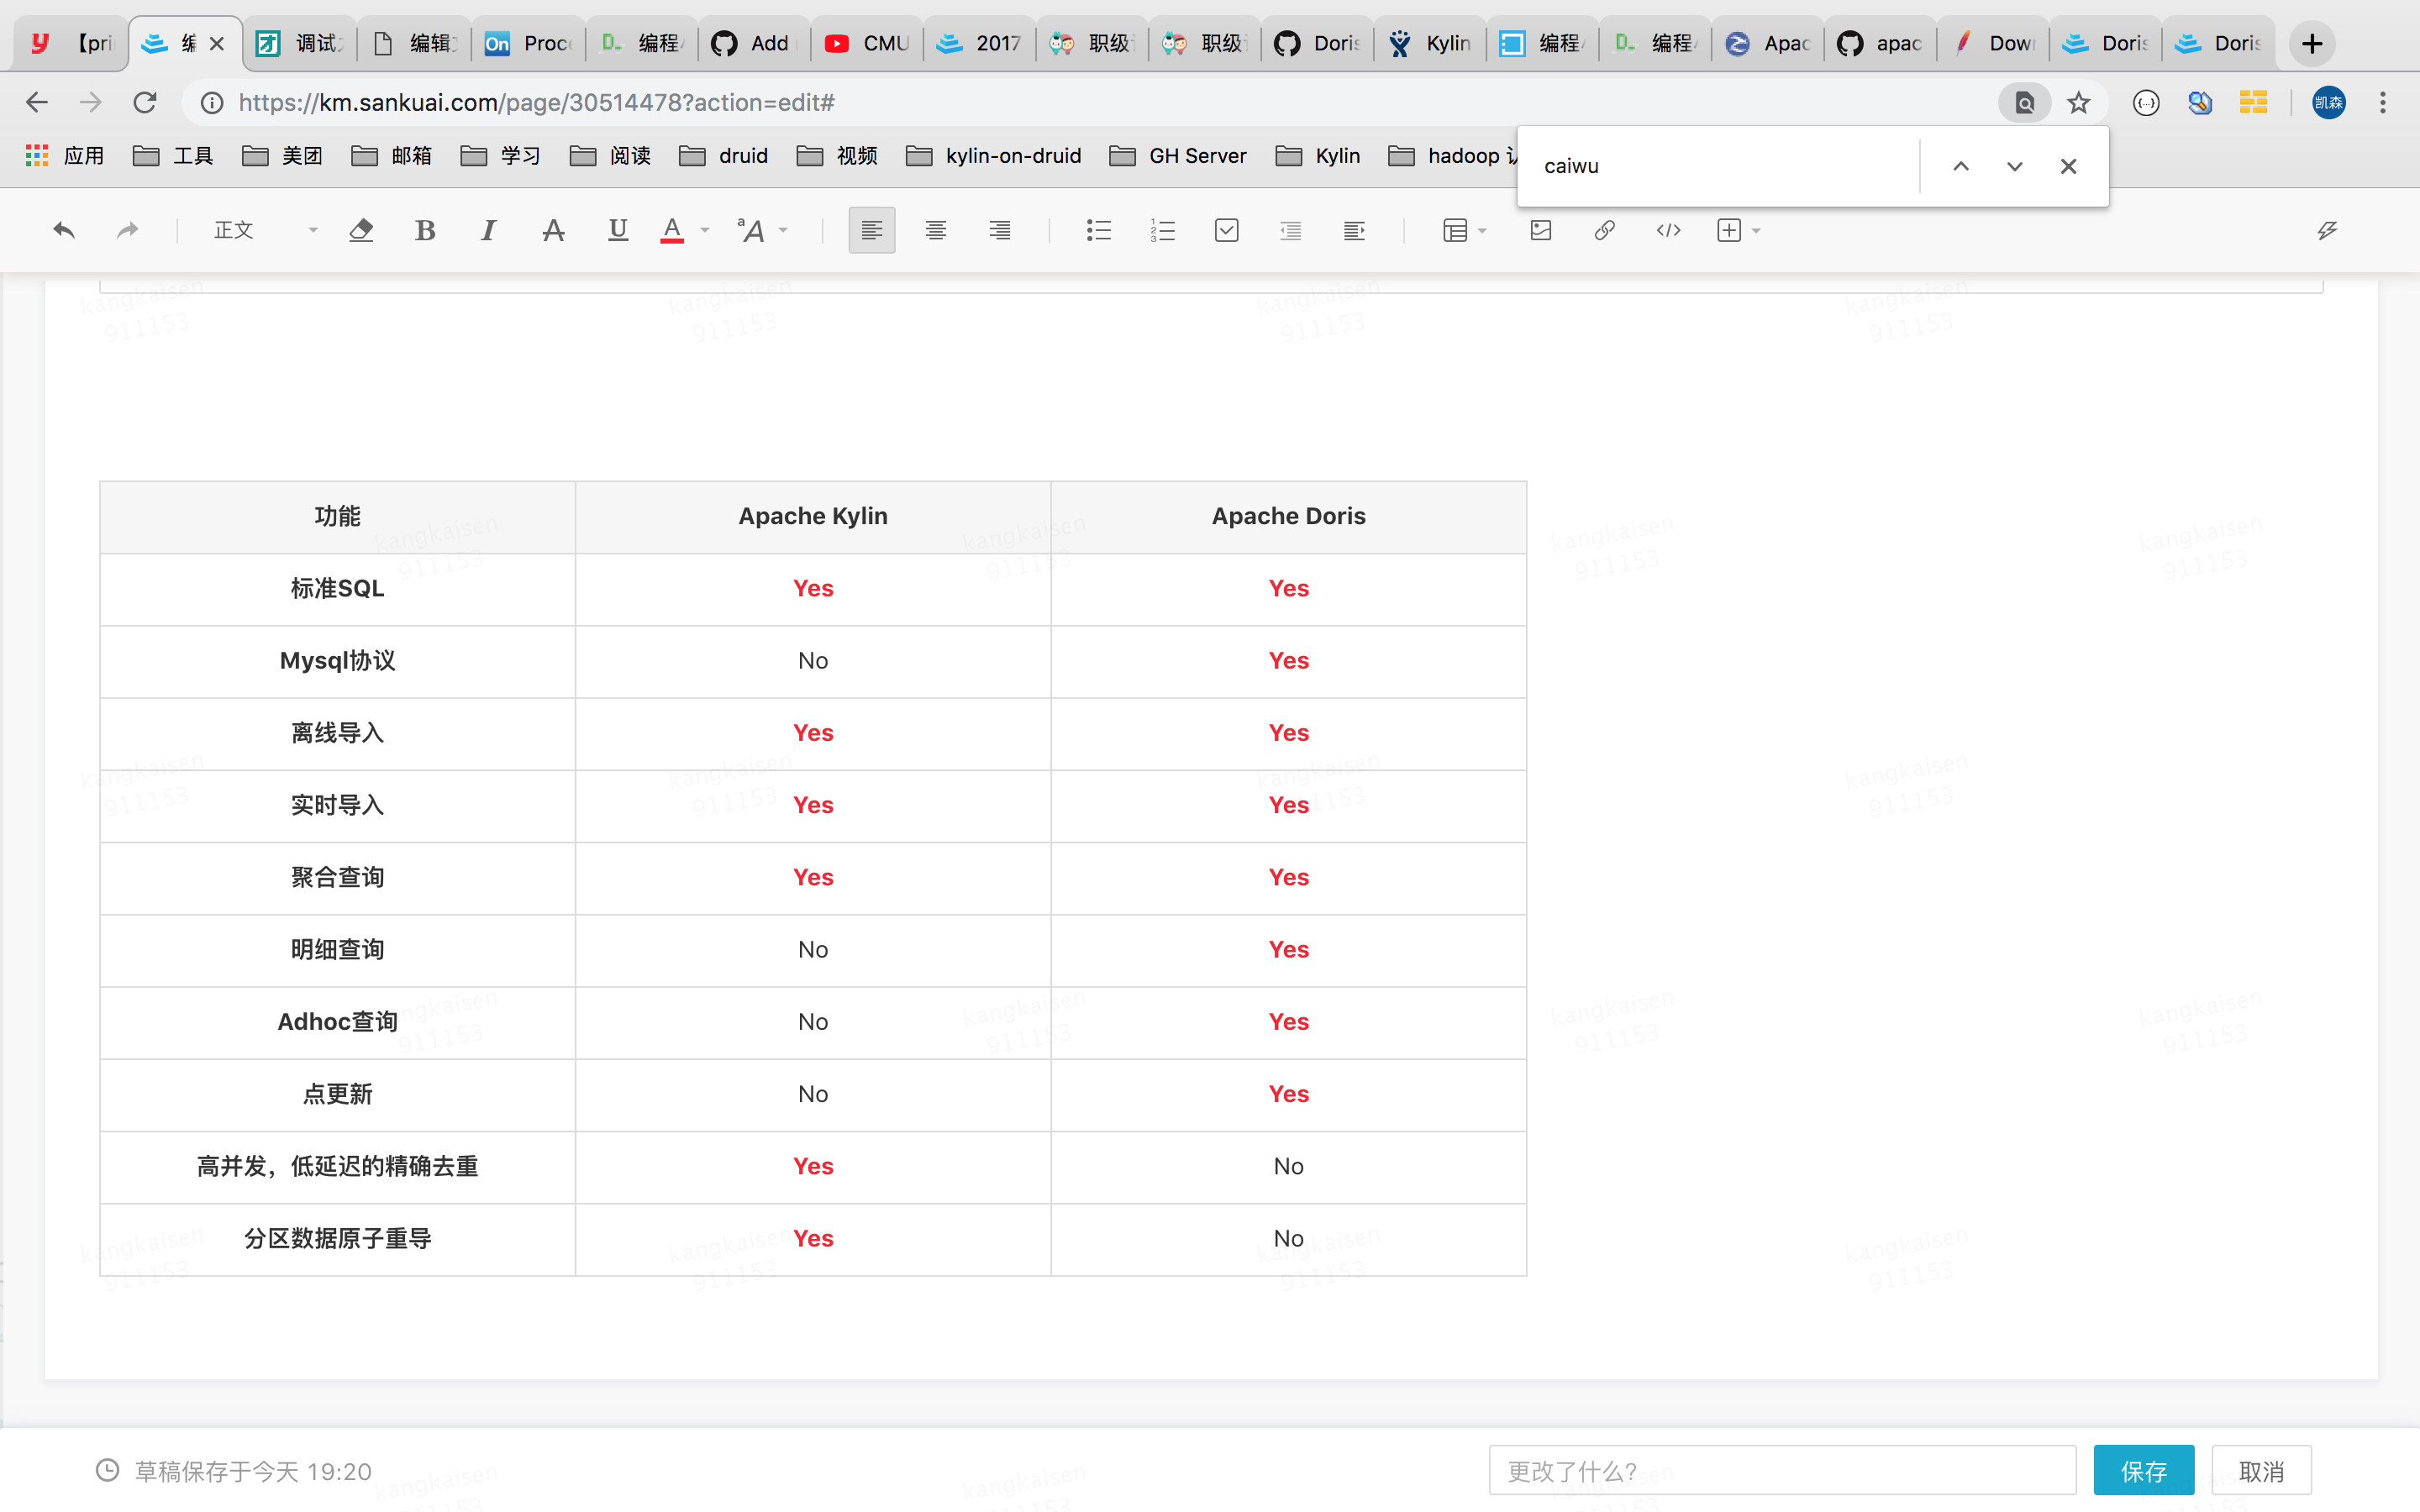 【pri 编 调试 编辑 On Proc 编程 Add CMU 2017 职级 职级 Doris Kylin 编程 编程 Apac apac Dow Doris Doris
https://km.sankuai.com/page/30514478?action=edit# 凯森
应用 工具 美团 邮箱 学习 阅读 druid 视频 kylin-on-druid GH Server Kylin hadoop
caiwu
正文 B I A U A A
功能 Apache Kylin Apache Doris
标准SQL Yes Yes
Mysql协议 No Yes
离线导入 Yes Yes
实时导入 Yes Yes
聚合查询 Yes Yes
明细查询 No Yes
Adhoc查询 No Yes
点更新 No Yes
高并发，低延迟的精确去重 Yes No
分区数据原子重导 Yes No
kangkaisen
911153
草稿保存于今天 19:20 更改了什么? 保存 取消